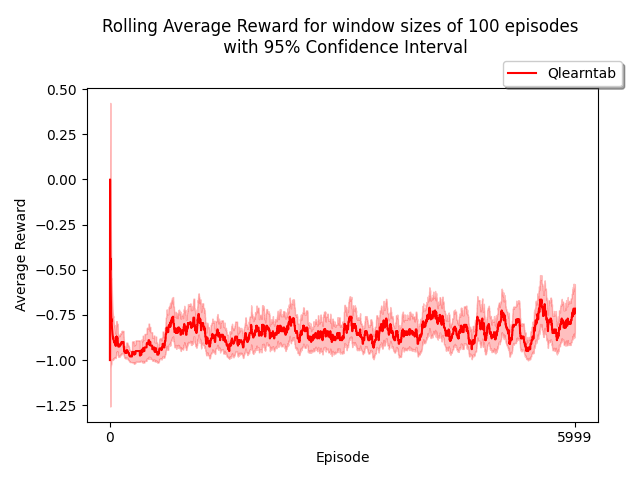 Rolling Average Reward for window sizes of 100 episodes
with 95% Confidence Interval
Qlearntab
0.50
0.25
0.00
−0.25
−0.50
−0.75
−1.00
−1.25
Average Reward
0
5999
Episode